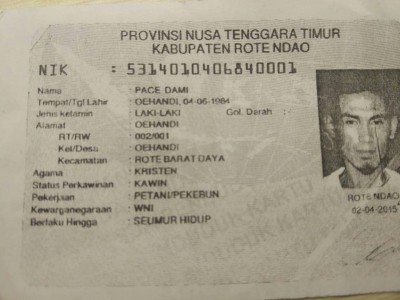 PROVINSI NUSA TENGGARA TIMUR
KABUPATEN ROTE NDAO
NIK : 5314010406840001
Nama : PACE DAMI
Tempat/Tgl Lahir : OEHANDI, 04-06-1984
Jenis Kelamin : LAKI-LAKI Gol. Darah :
Alamat : OEHANDI
RT/RW : 002/001
Kel/Desa : OEHANDI
Kecamatan : ROTE BARAT DAYA
Agama : KRISTEN
Status Perkawinan : KAWIN
Pekerjaan : PETANI/PEKEBUN
Kewarganegaraan : WNI
Berlaku Hingga : SEUMUR HIDUP
ROTE NDAO
02-04-2015